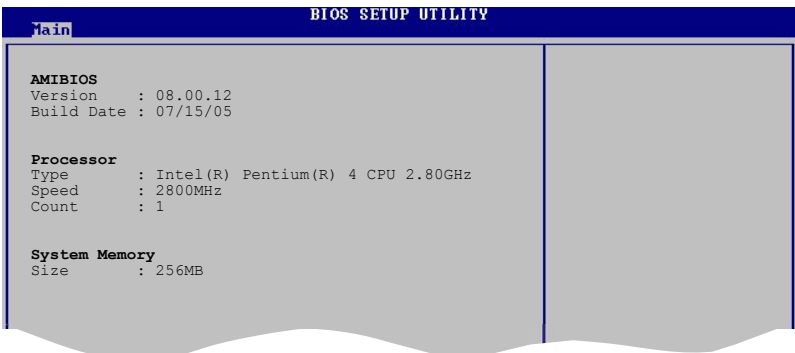 BIOS SETUP UTILITY
Main
AMIBIOS
Version : 08.00.12
Build Date : 07/15/05
Processor
Type : Intel(R) Pentium(R) 4 CPU 2.80GHz
Speed : 2800MHz
Count : 1
System Memory
Size : 256MB